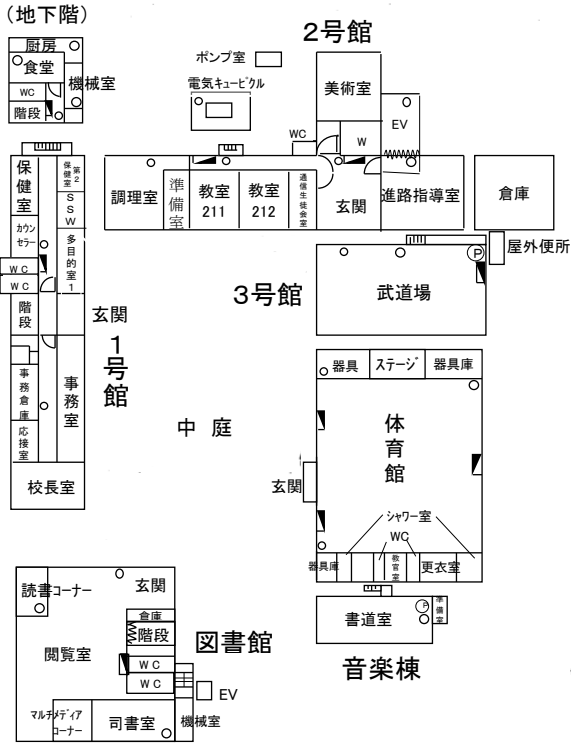 (地下階)
厨房
食堂
機械室
WC
階段
2号館
ポンプ室
電気キュービクル
美術室
EV
WC
W
調理室
準備室
教室
211
教室
212
通信生徒会室
玄関
進路指導室
倉庫
屋外便所
保健室
第2
保健室
SSW
カウン
セラー
多目的室1
WC
WC
階段
玄関
1号館
事務倉庫
事務室
応接室
校長室
3号館
P
武道場
中庭
器具
ステージ
器具庫
体育館
玄関
シャワー室
WC
器具庫
教官室
更衣室
書道室
P
準備室
音楽棟
読書コーナー
玄関
倉庫
階段
図書館
閲覧室
WC
WC
EV
マルチメディア
コーナー
司書室
機械室